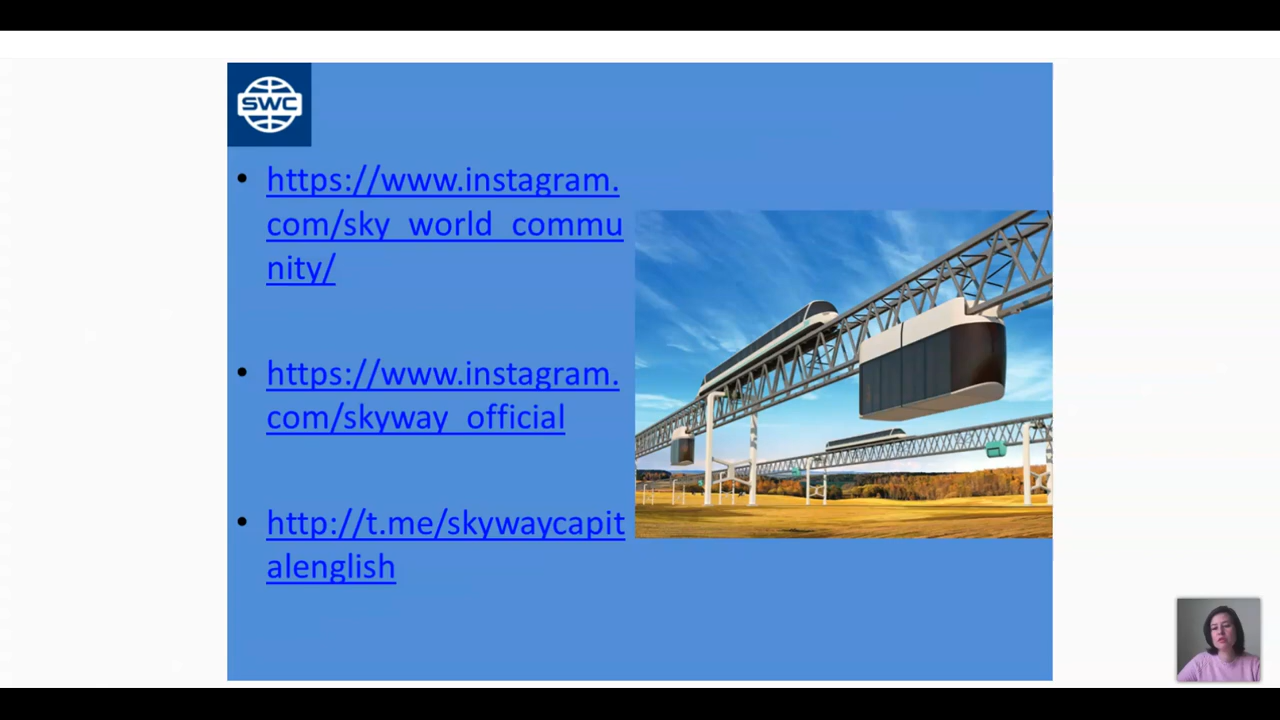 SWC
• https://www.instagram.
com/sky_world_commu
nity/
• https://www.instagram.
com/skyway_official
• http://t.me/skywaycapit
alenglish